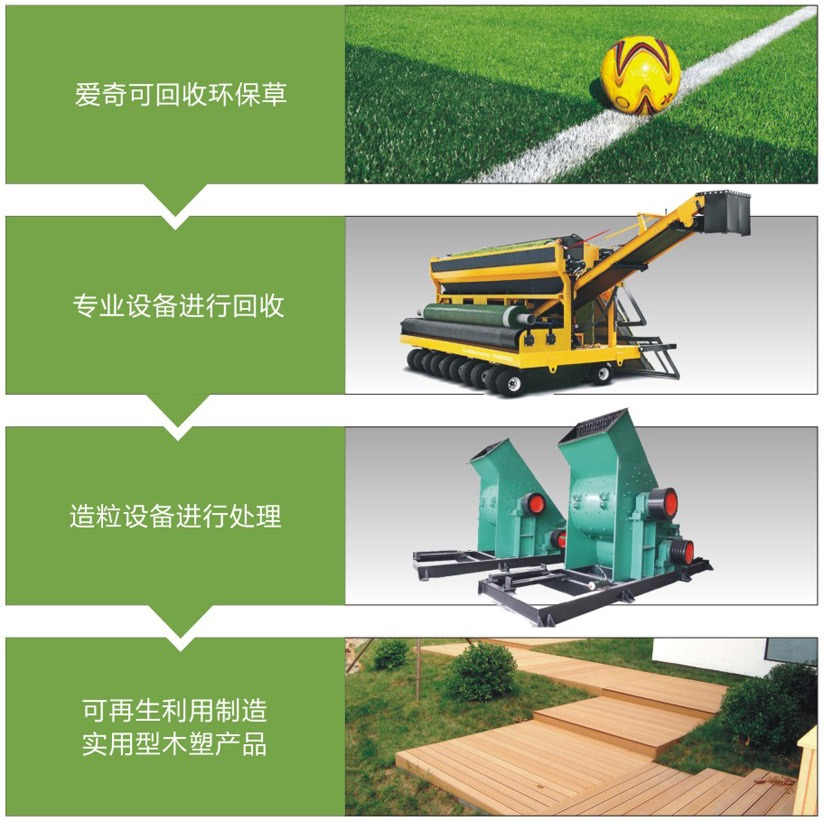 爱奇可回收环保草
专业设备进行回收
造粒设备进行处理
可再生利用制造
实用型木塑产品